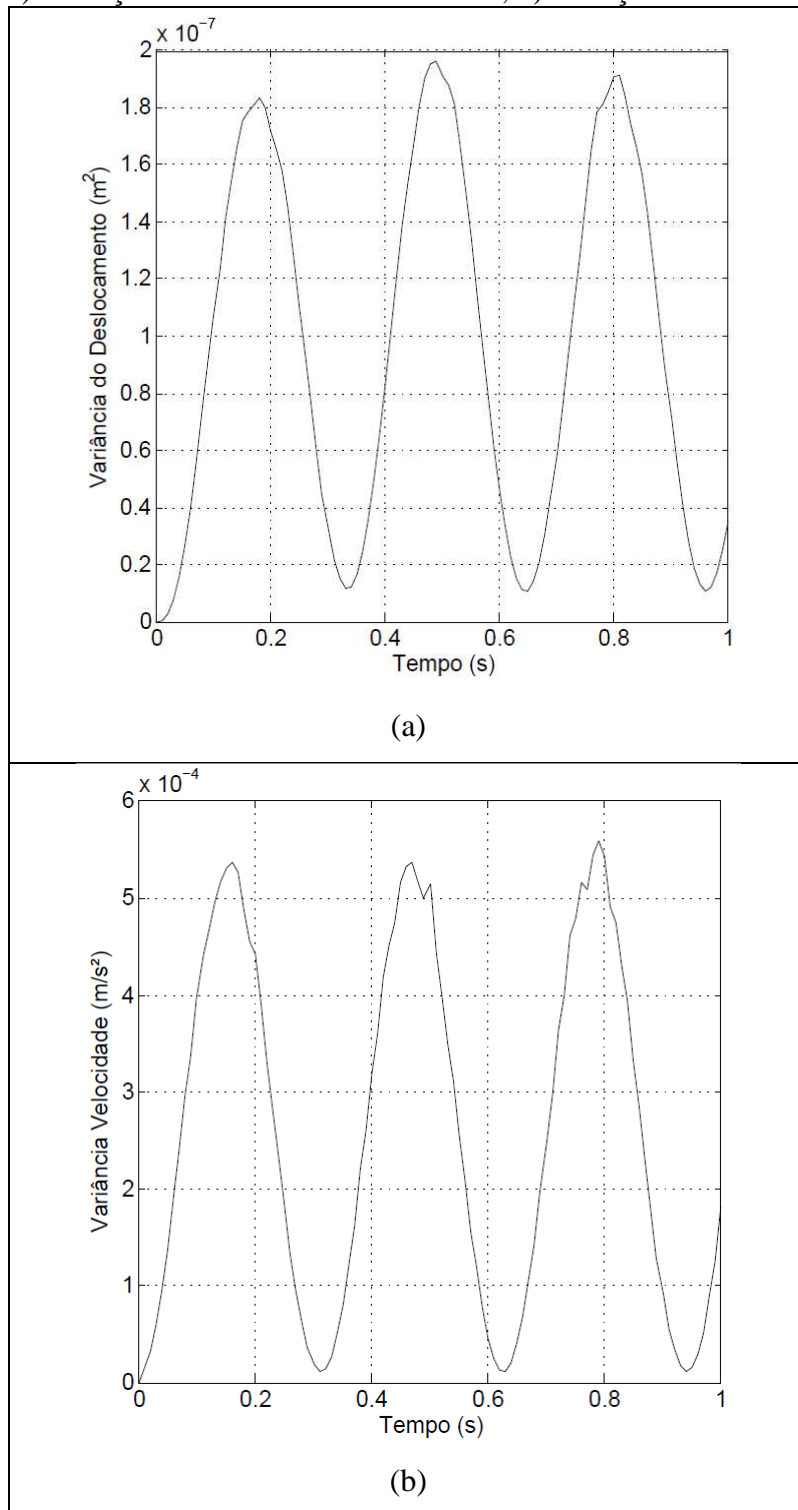 x 10⁻⁷
2
1.8
1.6
1.4
1.2
1
0.8
0.6
0.4
0.2
0
Variância do Deslocamento (m²)
0 0.2 0.4 0.6 0.8 1
Tempo (s)
(a)
x 10⁻⁴
6
5
4
3
2
1
0
Variância Velocidade (m/s²)
0 0.2 0.4 0.6 0.8 1
Tempo (s)
(b)